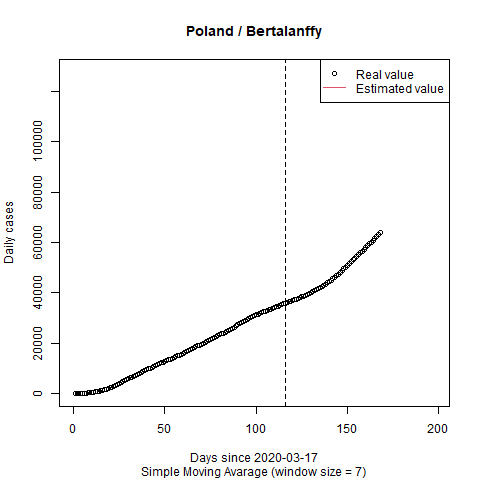 Poland / Bertalanffy
Real value
Estimated value
Daily cases
0
20000
40000
60000
80000
100000
0
50
100
150
200
Days since 2020-03-17
Simple Moving Avarage (window size = 7)